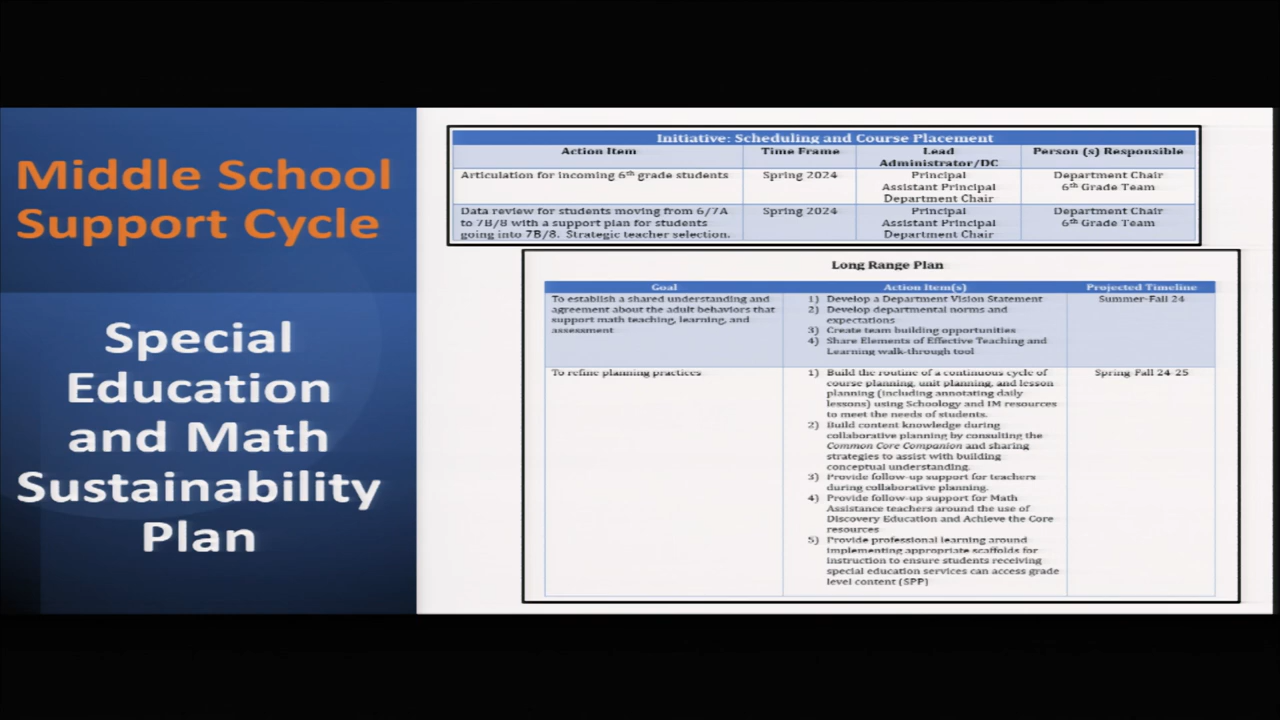 Middle School
Support Cycle
Special
Education
and Math
Sustainability
Plan
Initiative: Scheduling and Course Placement
Action Item
Time Frame
Lead
Administrator/DC
Person (s) Responsible
Articulation for incoming 6th grade students
Spring 2024
Principal
Assistant Principal
Department Chair
Department Chair
6th Grade Team
Data review for students moving from 6/7A
to 7B/8 with a support plan for students
going into 7B/8. Strategic teacher selection.
Spring 2024
Principal
Assistant Principal
Department Chair
Department Chair
6th Grade Team
Long Range Plan
Goal
Action Item(s)
Projected Timeline
To establish a shared understanding and
agreement about the adult behaviors that
support math teaching, learning, and
assessment
1) Develop a Department Vision Statement
2) Develop departmental norms and
expectations
3) Create team building opportunities
4) Share Elements of Effective Teaching and
Learning walk-through tool
Summer-Fall 24
To refine planning practices
1) Build the routine of a continuous cycle of
course planning, unit planning, and lesson
planning (including annotating daily
lessons) using Schoology and IM resources
to meet the needs of students.
2) Build content knowledge during
collaborative planning by consulting the
Common Core Companion and sharing
strategies to assist with building
conceptual understanding.
3) Provide follow-up support for teachers
during collaborative planning.
4) Provide follow-up support for Math
Assistance teachers around the use of
Discovery Education and Achieve the Core
resources
5) Provide professional learning around
implementing appropriate scaffolds for
instruction to ensure students receiving
special education services can access grade
level content (SPP)
Spring-Fall 24-25